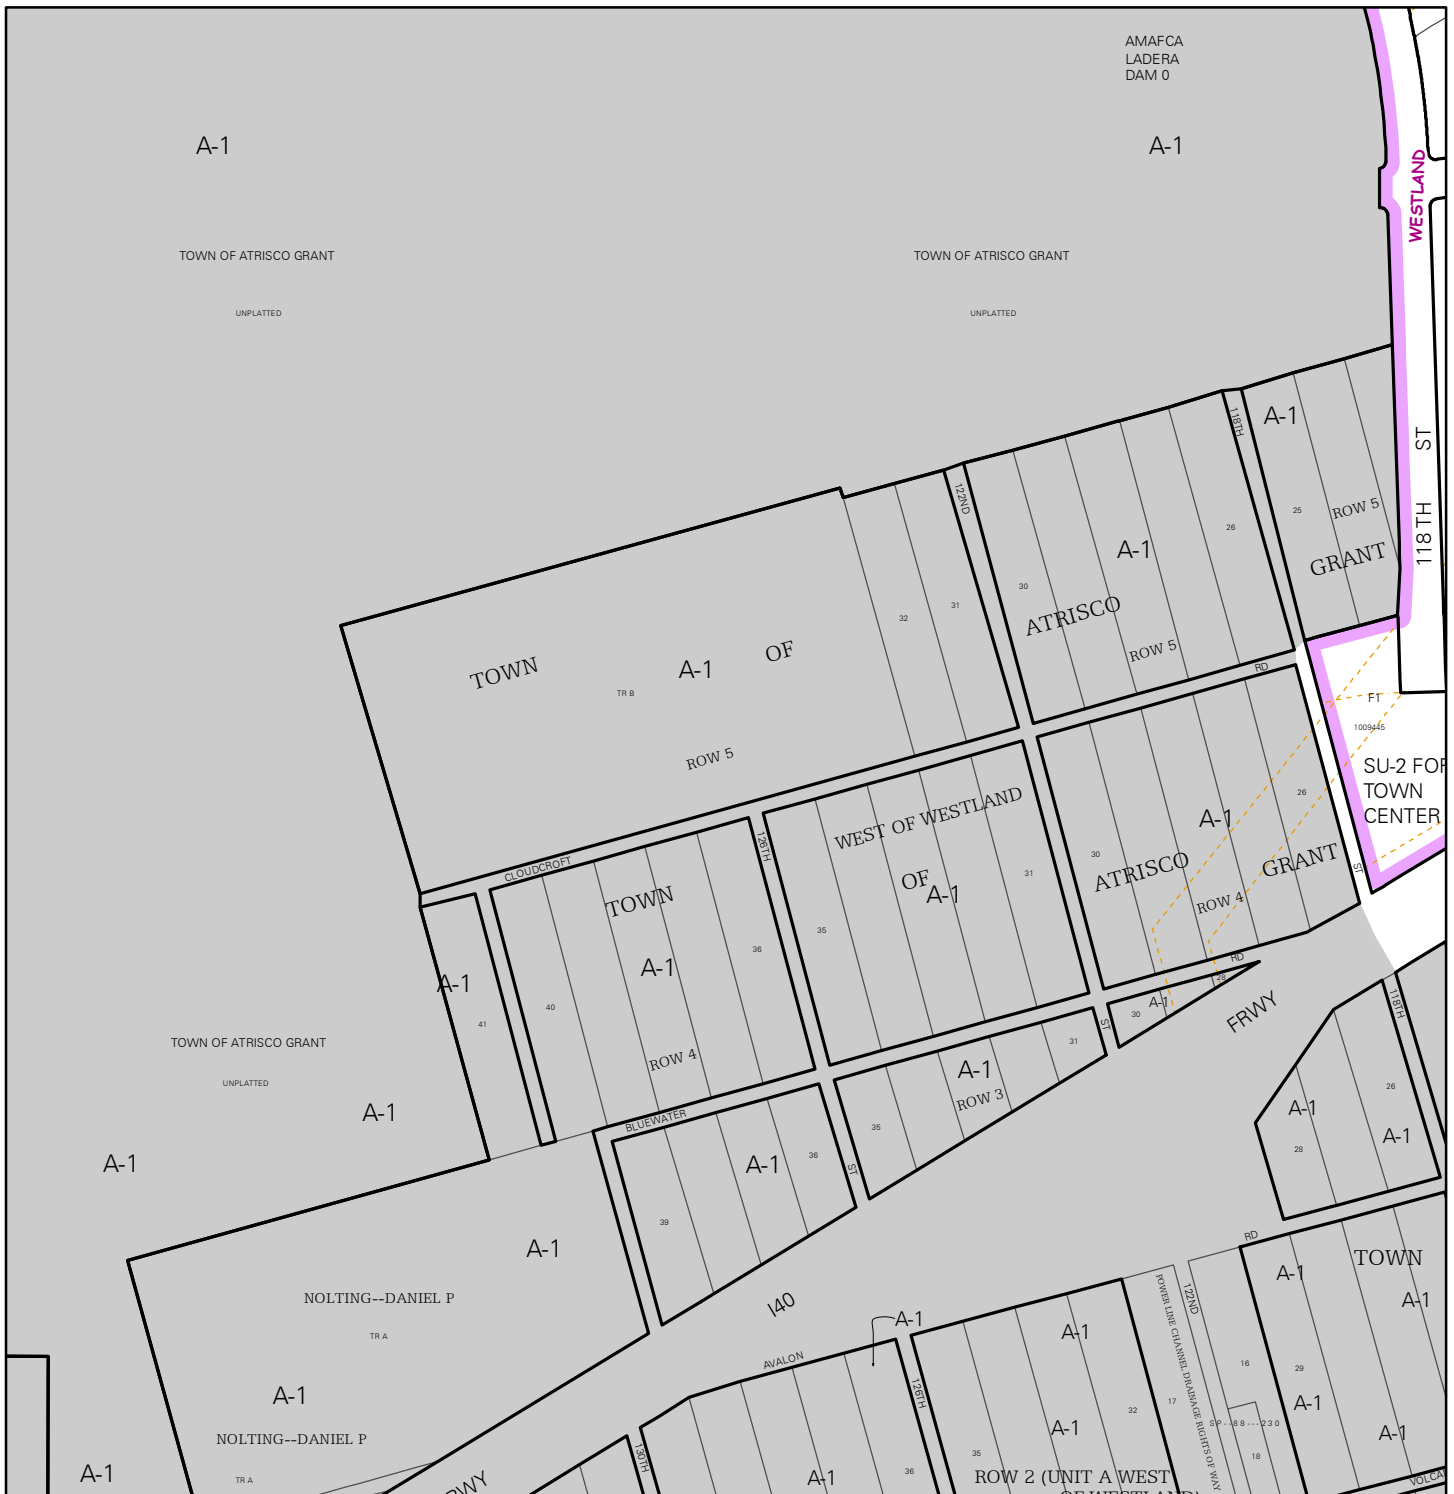 AMAFCA
LADERA
DAM 0
A-1
A-1
WESTLAND
TOWN OF ATRISCO GRANT
UNPLATTED
TOWN OF ATRISCO GRANT
UNPLATTED
118TH ST
118TH
A-1
25
ROW 5
GRANT
122ND
26
A-1
30
ATRISCO
ROW 5
31
32
TOWN
A-1
OF
TR B
ROW 5
RD
F1
1009445
SU-2 FOR
TOWN
CENTER
26
A-1
30
ATRISCO
GRANT
ROW 4
ST
RD
WEST OF WESTLAND
OF
A-1
31
35
126TH
CLOUDCROFT
TOWN
A-1
36
40
ROW 4
A-1
41
TOWN OF ATRISCO GRANT
UNPLATTED
A-1
A-1
28
A-1
30
ST
FRWY
118TH
31
A-1
ROW 3
35
BLUEWATER
A-1
36
ST
39
26
A-1
A-1
28
A-1
NOLTING--DANIEL P
TR A
I40
RD
TOWN
A-1
A-1
POWER LINE CHANNEL DRAINAGE RIGHTS OF WAY
122ND
A-1
AVALON
A-1
126TH
16
29
A-1
A-1
NOLTING--DANIEL P
TR A
A-1
130TH
17
32
A-1
SP--88---230
A-1
18
35
36
A-1
ROW 2 (UNIT A WEST
OF WESTLAND)
RWY
VOLCA